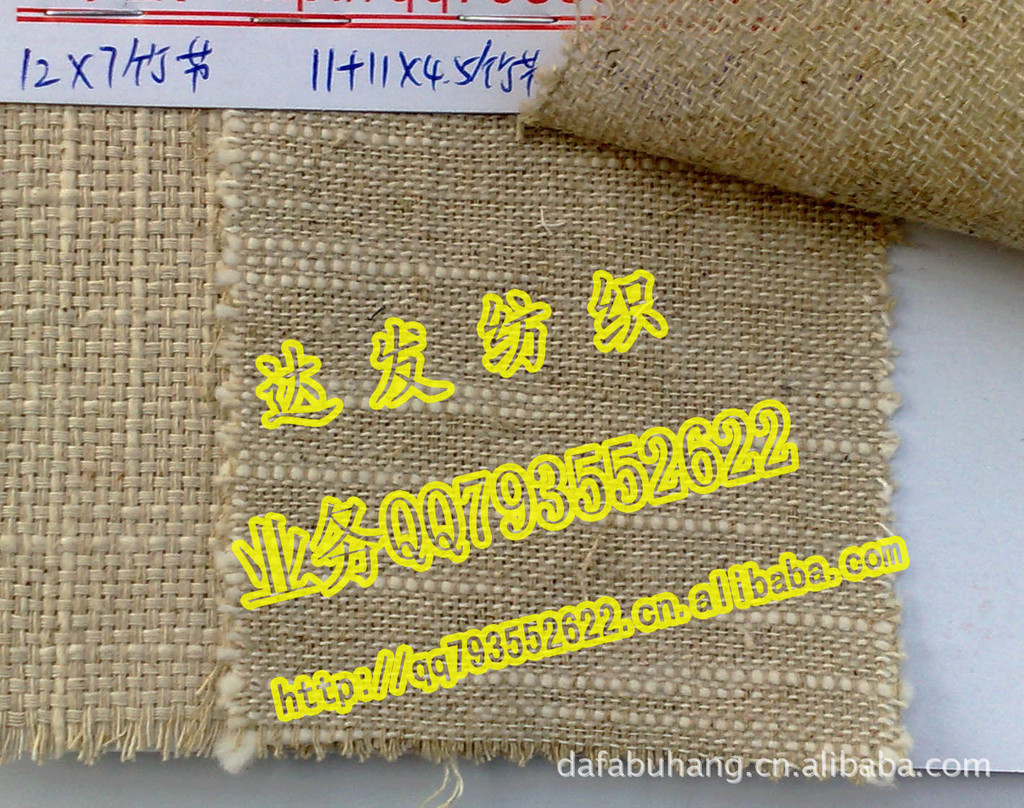 12×7竹节
11+11×4.5竹节
达发纺织
业务QQ793552622
http://qq793552622.cn.alibaba.com
dafabuhang.cn.alibaba.com